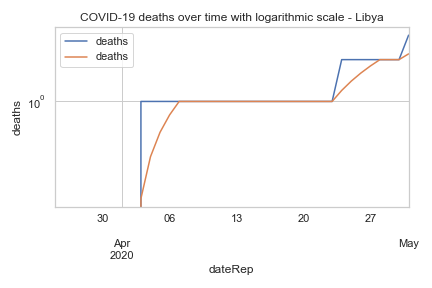 COVID-19 deaths over time with logarithmic scale - Libya
deaths
deaths
deaths
10⁰
30 06 13 20 27
Apr May
2020
dateRep